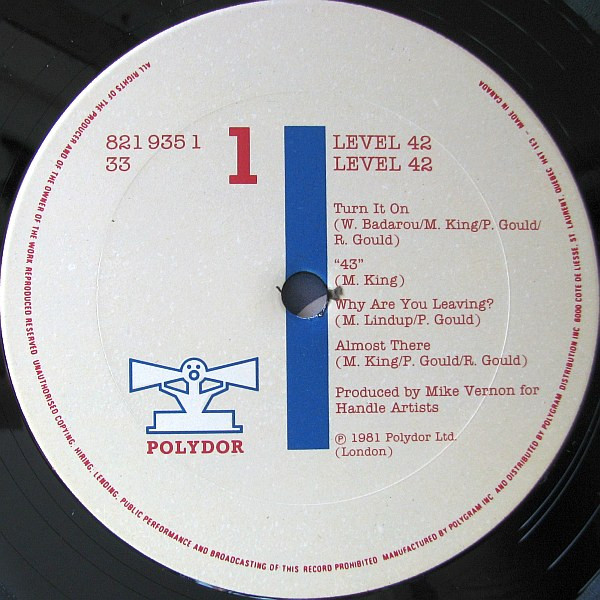 821 935 1
33
1
LEVEL 42
LEVEL 42
Turn It On
(W. Badarou/M. King/P. Gould/
R. Gould)
"43"
(M. King)
Why Are You Leaving?
(M. Lindup/P. Gould)
Almost There
(M. King/P. Gould/R. Gould)
Produced by Mike Vernon for
Handle Artists
℗ 1981 Polydor Ltd.
(London)
POLYDOR
ALL RIGHTS OF THE PRODUCER AND OF THE OWNER OF THE WORK REPRODUCED RESERVED UNAUTHORISED COPYING, HIRING, LENDING, PUBLIC PERFORMANCE AND BROADCASTING OF THIS RECORD PROHIBITED MANUFACTURED BY POLYGRAM INC AND DISTRIBUTED BY POLYGRAM DISTRIBUTION INC 6000 COTE DE LIESSE, ST LAURENT, QUEBEC H4T 1E3 - MADE IN CANADA